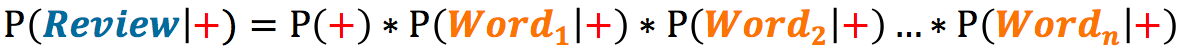 P(Review|+) = P(+) * P(Word₁|+) * P(Word₂|+) ... * P(Wordₙ|+)